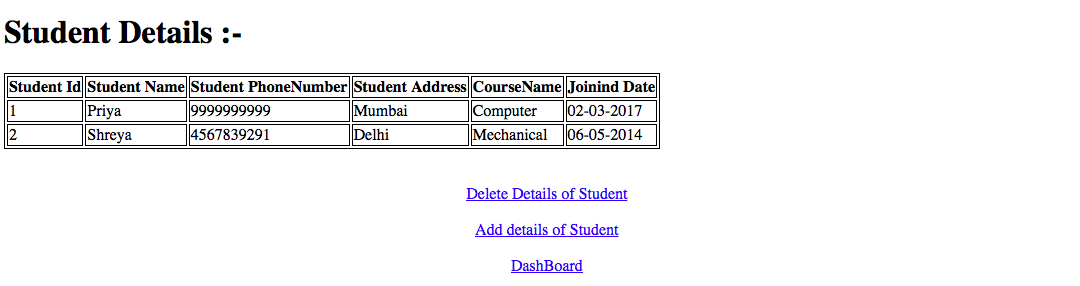 Student Details :-
Student Id Student Name Student PhoneNumber Student Address CourseName Joinind Date
1 Priya 9999999999 Mumbai Computer 02-03-2017
2 Shreya 4567839291 Delhi Mechanical 06-05-2014
Delete Details of Student
Add details of Student
DashBoard